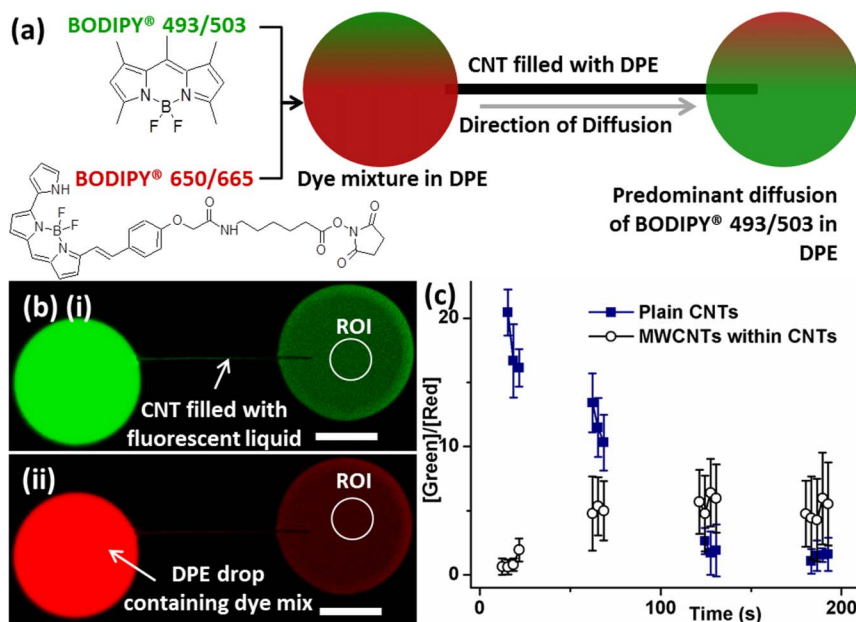 (a)
BODIPY® 493/503
N N
B
F F
BODIPY® 650/665
NH
F
F
B
N
N
O
O
H
N
O
O
O
N
O
O
Dye mixture in DPE
CNT filled with DPE
Direction of Diffusion
Predominant diffusion
of BODIPY® 493/503 in
DPE
(b) (i)
ROI
CNT filled with
fluorescent liquid
(ii)
ROI
DPE drop
containing dye mix
(c)
Plain CNTs
MWCNTs within CNTs
[Green]/[Red]
20
10
0
0 100 200
Time (s)